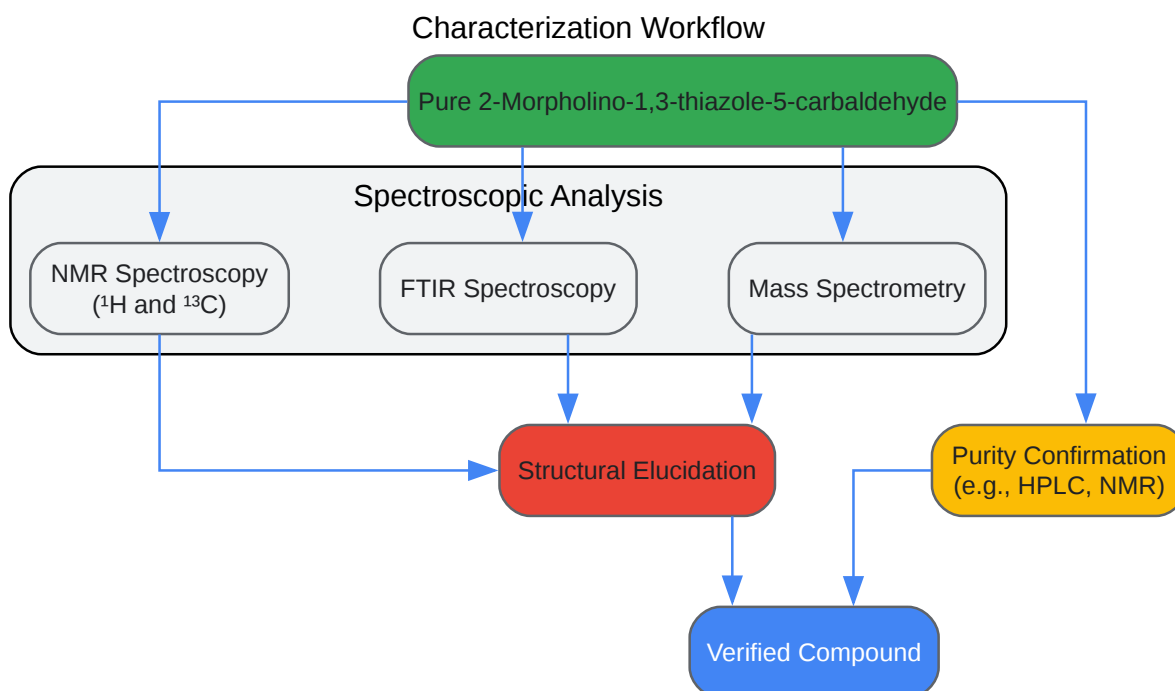 Characterization Workflow
Pure 2-Morpholino-1,3-thiazole-5-carbaldehyde
Spectroscopic Analysis
NMR Spectroscopy
(¹H and ¹³C)
FTIR Spectroscopy
Mass Spectrometry
Structural Elucidation
Purity Confirmation
(e.g., HPLC, NMR)
Verified Compound